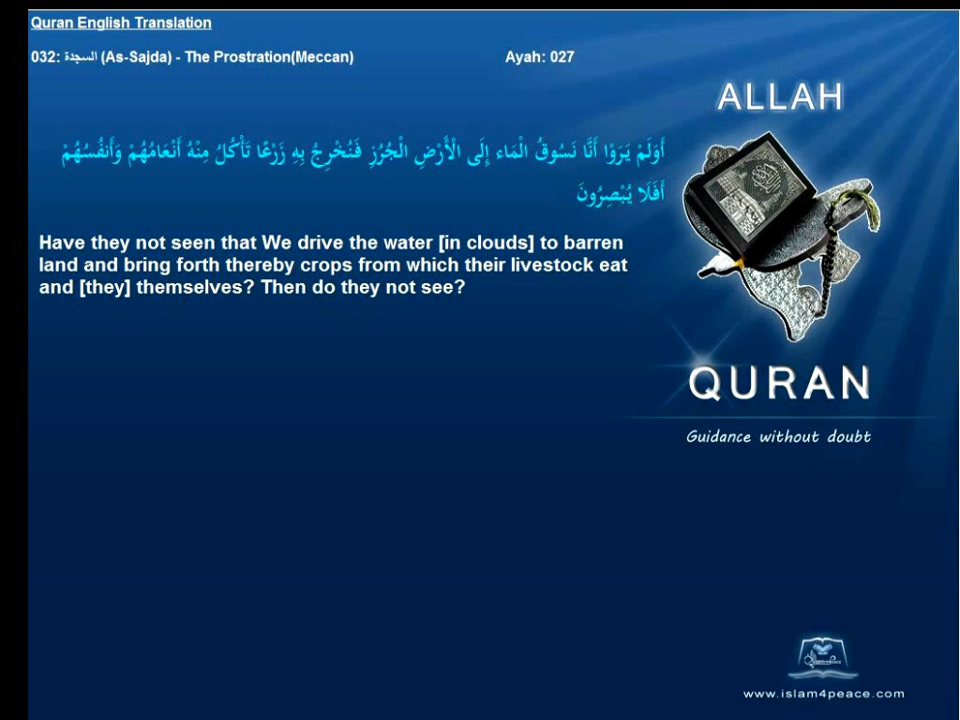 Quran English Translation
032: السجدة (As-Sajda) - The Prostration(Meccan) Ayah: 027
ALLAH
أَوَلَمْ يَرَوْا أَنَّا نَسُوقُ الْمَاء إِلَى الْأَرْضِ الْجُرُزِ فَنُخْرِجُ بِهِ زَرْعًا تَأْكُلُ مِنْهُ أَنْعَامُهُمْ وَأَنفُسُهُمْ
أَفَلَا يُبْصِرُونَ
Have they not seen that We drive the water [in clouds] to barren
land and bring forth thereby crops from which their livestock eat
and [they] themselves? Then do they not see?
QURAN
Guidance without doubt
www.islam4peace.com